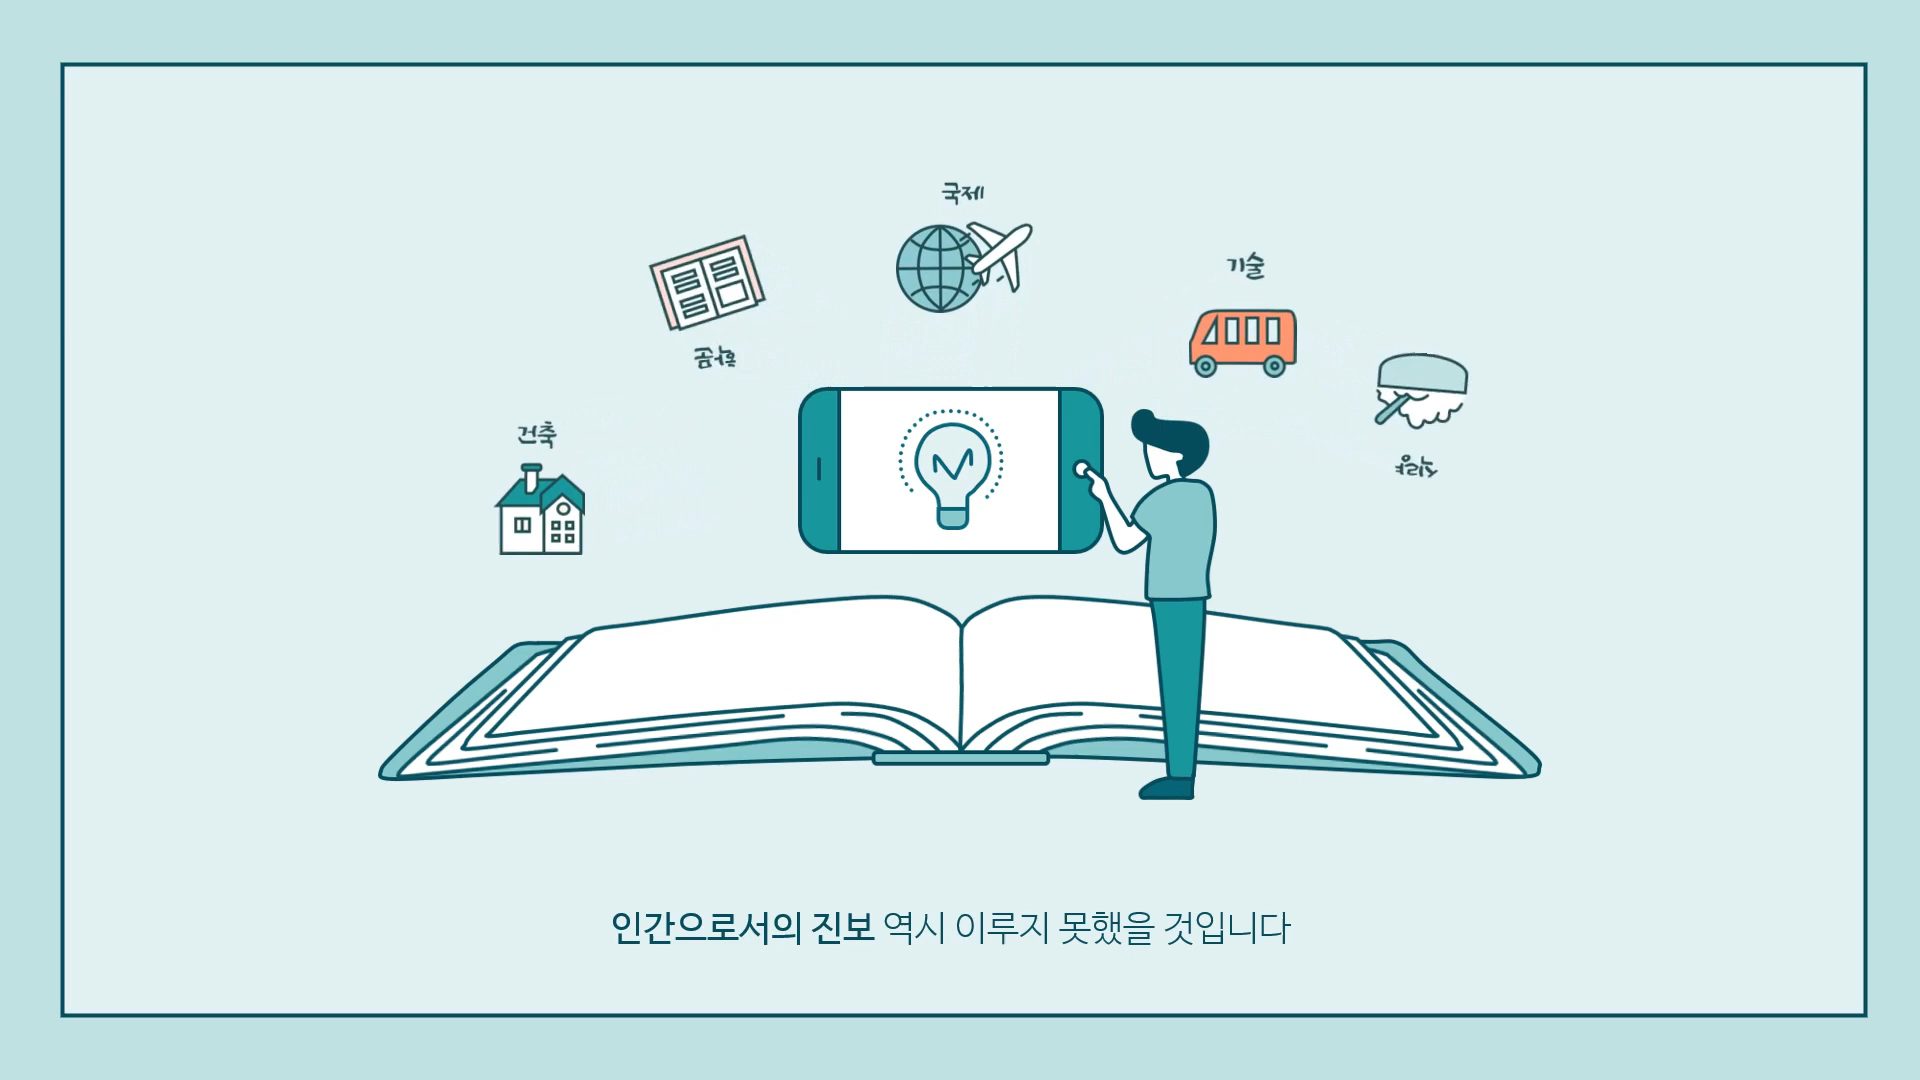 국제
기술
건축
인간으로서의 진보 역시 이루지 못했을 것입니다